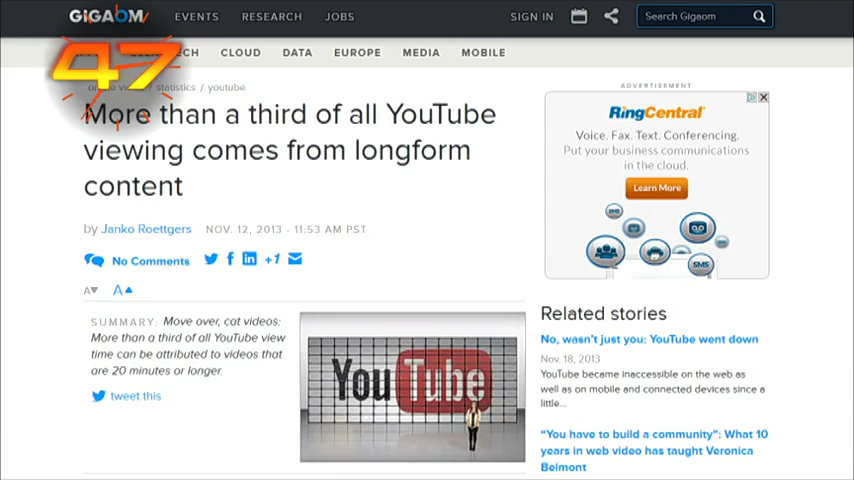 GIGAOM
EVENTS
RESEARCH
JOBS
SIGN IN
Search Gigaom
CLOUD
DATA
EUROPE
MEDIA
MOBILE
47
/ statistics / youtube
More than a third of all YouTube
viewing comes from longform
content
by Janko Roettgers
NOV. 12, 2013 - 11:53 AM PST
No Comments
+1
A▼ A▲
SUMMARY: Move over, cat videos:
More than a third of all YouTube view
time can be attributed to videos that
are 20 minutes or longer.
tweet this
YouTube
ADVERTISEMENT
RingCentral
Voice. Fax. Text. Conferencing.
Put your business communications
in the cloud.
Learn More
SMS
SMS
Related stories
No, wasn't just you: YouTube went down
Nov. 18, 2013
YouTube became inaccessible on the web as
well as on mobile and connected devices since a
little...
"You have to build a community": What 10
years in web video has taught Veronica
Belmont